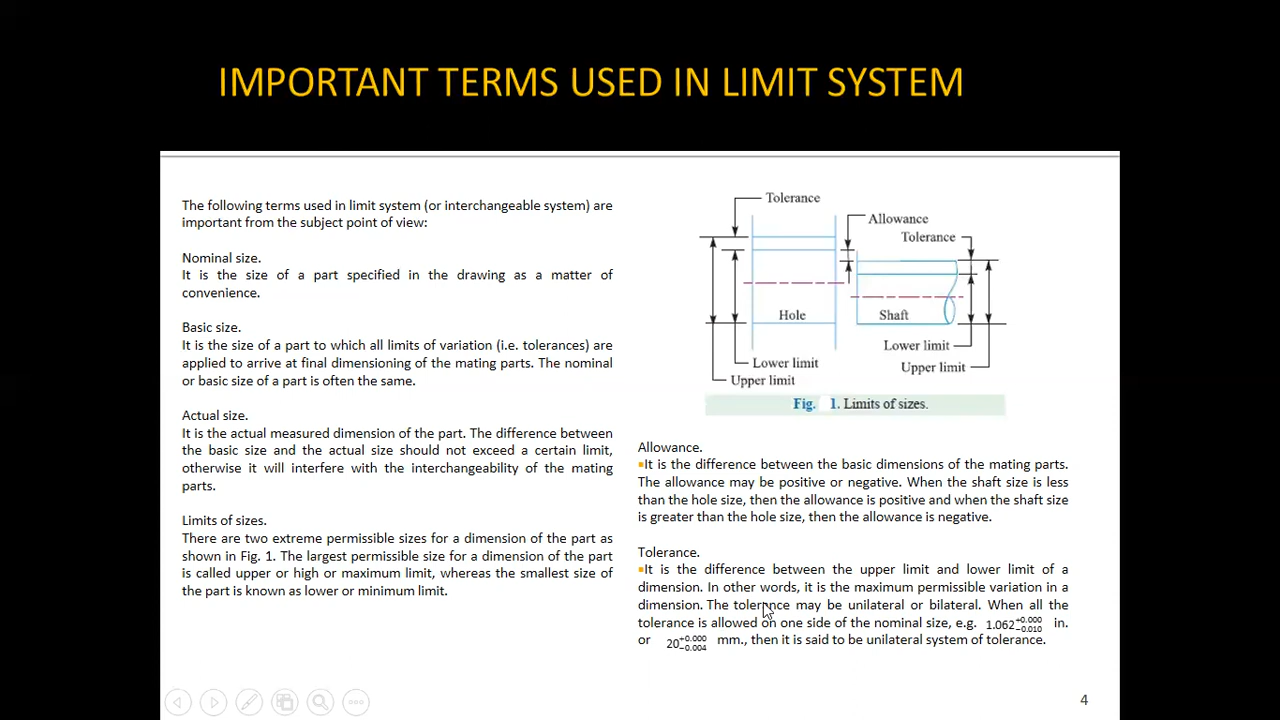 IMPORTANT TERMS USED IN LIMIT SYSTEM
The following terms used in limit system (or interchangeable system) are
important from the subject point of view:
Nominal size.
It is the size of a part specified in the drawing as a matter of
convenience.
Basic size.
It is the size of a part to which all limits of variation (i.e. tolerances) are
applied to arrive at final dimensioning of the mating parts. The nominal
or basic size of a part is often the same.
Actual size.
It is the actual measured dimension of the part. The difference between
the basic size and the actual size should not exceed a certain limit,
otherwise it will interfere with the interchangeability of the mating
parts.
Limits of sizes.
There are two extreme permissible sizes for a dimension of the part as
shown in Fig. 1. The largest permissible size for a dimension of the part
is called upper or high or maximum limit, whereas the smallest size of
the part is known as lower or minimum limit.
Tolerance
Allowance
Tolerance
Hole
Shaft
Lower limit
Lower limit
Upper limit
Upper limit
Fig. 1. Limits of sizes.
Allowance.
▪It is the difference between the basic dimensions of the mating parts.
The allowance may be positive or negative. When the shaft size is less
than the hole size, then the allowance is positive and when the shaft size
is greater than the hole size, then the allowance is negative.
Tolerance.
▪It is the difference between the upper limit and lower limit of a
dimension. In other words, it is the maximum permissible variation in a
dimension. The tolerance may be unilateral or bilateral. When all the
tolerance is allowed on one side of the nominal size, e.g. 1.062 +0.000 −0.010 in.
or 20 +0.000 −0.004 mm., then it is said to be unilateral system of tolerance.
4